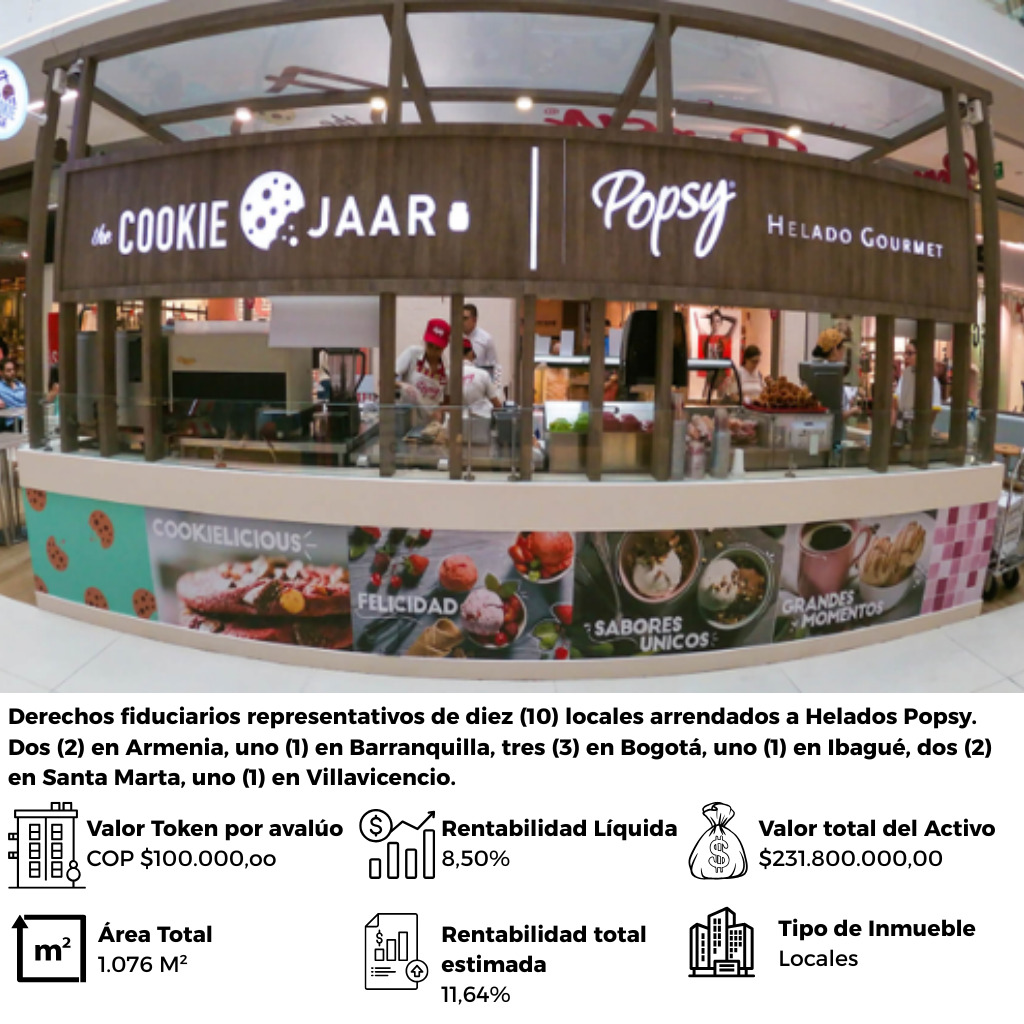 the COOKIE JAAR
Popsy
HELADO GOURMET
COOKIELICIOUS
FELICIDAD
SABORES
UNICOS
GRANDES
MOMENTOS
Derechos fiduciarios representativos de diez (10) locales arrendados a Helados Popsy.
Dos (2) en Armenia, uno (1) en Barranquilla, tres (3) en Bogotá, uno (1) en Ibagué, dos (2)
en Santa Marta, uno (1) en Villavicencio.
Valor Token por avalúo
COP $100.000,oo
Rentabilidad Líquida
8,50%
Valor total del Activo
$231.800.000,00
m²
Área Total
1.076 M²
Rentabilidad total
estimada
11,64%
Tipo de Inmueble
Locales